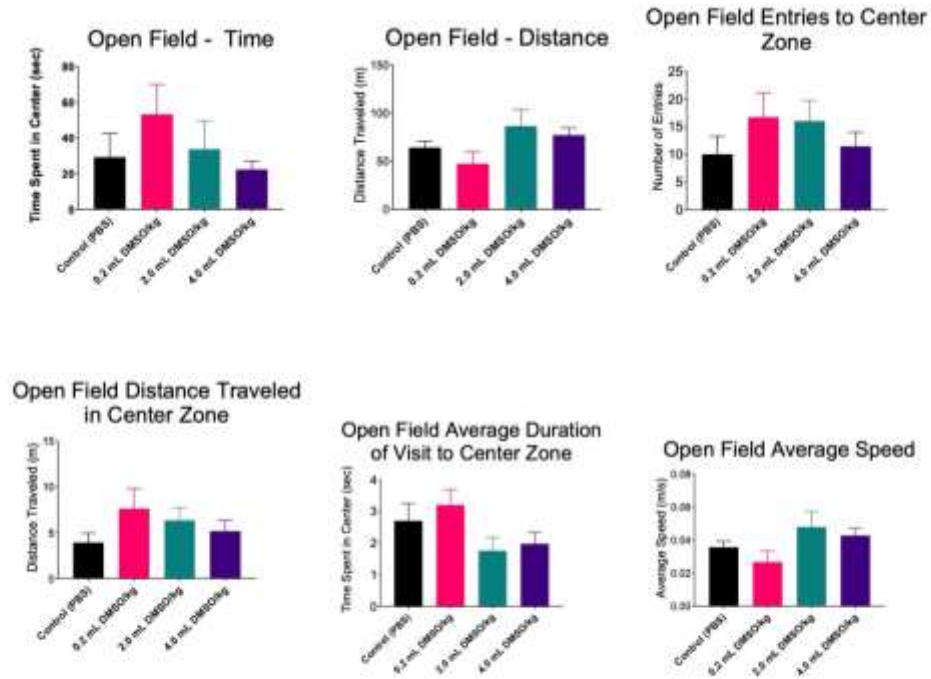 Open Field - Time
Time Spent in Center (sec)
80
60
40
20
0
Control (PBS)
0.2 mL DMSO/kg
2.0 mL DMSO/kg
4.0 mL DMSO/kg
Open Field - Distance
Distance Traveled (m)
150
100
50
0
Control (PBS)
0.2 mL DMSO/kg
2.0 mL DMSO/kg
4.0 mL DMSO/kg
Open Field Entries to Center
Zone
Number of Entries
25
20
15
10
5
0
Control (PBS)
0.2 mL DMSO/kg
2.0 mL DMSO/kg
4.0 mL DMSO/kg
Open Field Distance Traveled
in Center Zone
Distance Traveled (m)
15
10
5
0
Control (PBS)
0.2 mL DMSO/kg
2.0 mL DMSO/kg
4.0 mL DMSO/kg
Open Field Average Duration
of Visit to Center Zone
Time Spent in Center (sec)
4
3
2
1
0
Control (PBS)
0.2 mL DMSO/kg
2.0 mL DMSO/kg
4.0 mL DMSO/kg
Open Field Average Speed
Average Speed (m/s)
0.08
0.06
0.04
0.02
0.00
Control (PBS)
0.2 mL DMSO/kg
2.0 mL DMSO/kg
4.0 mL DMSO/kg